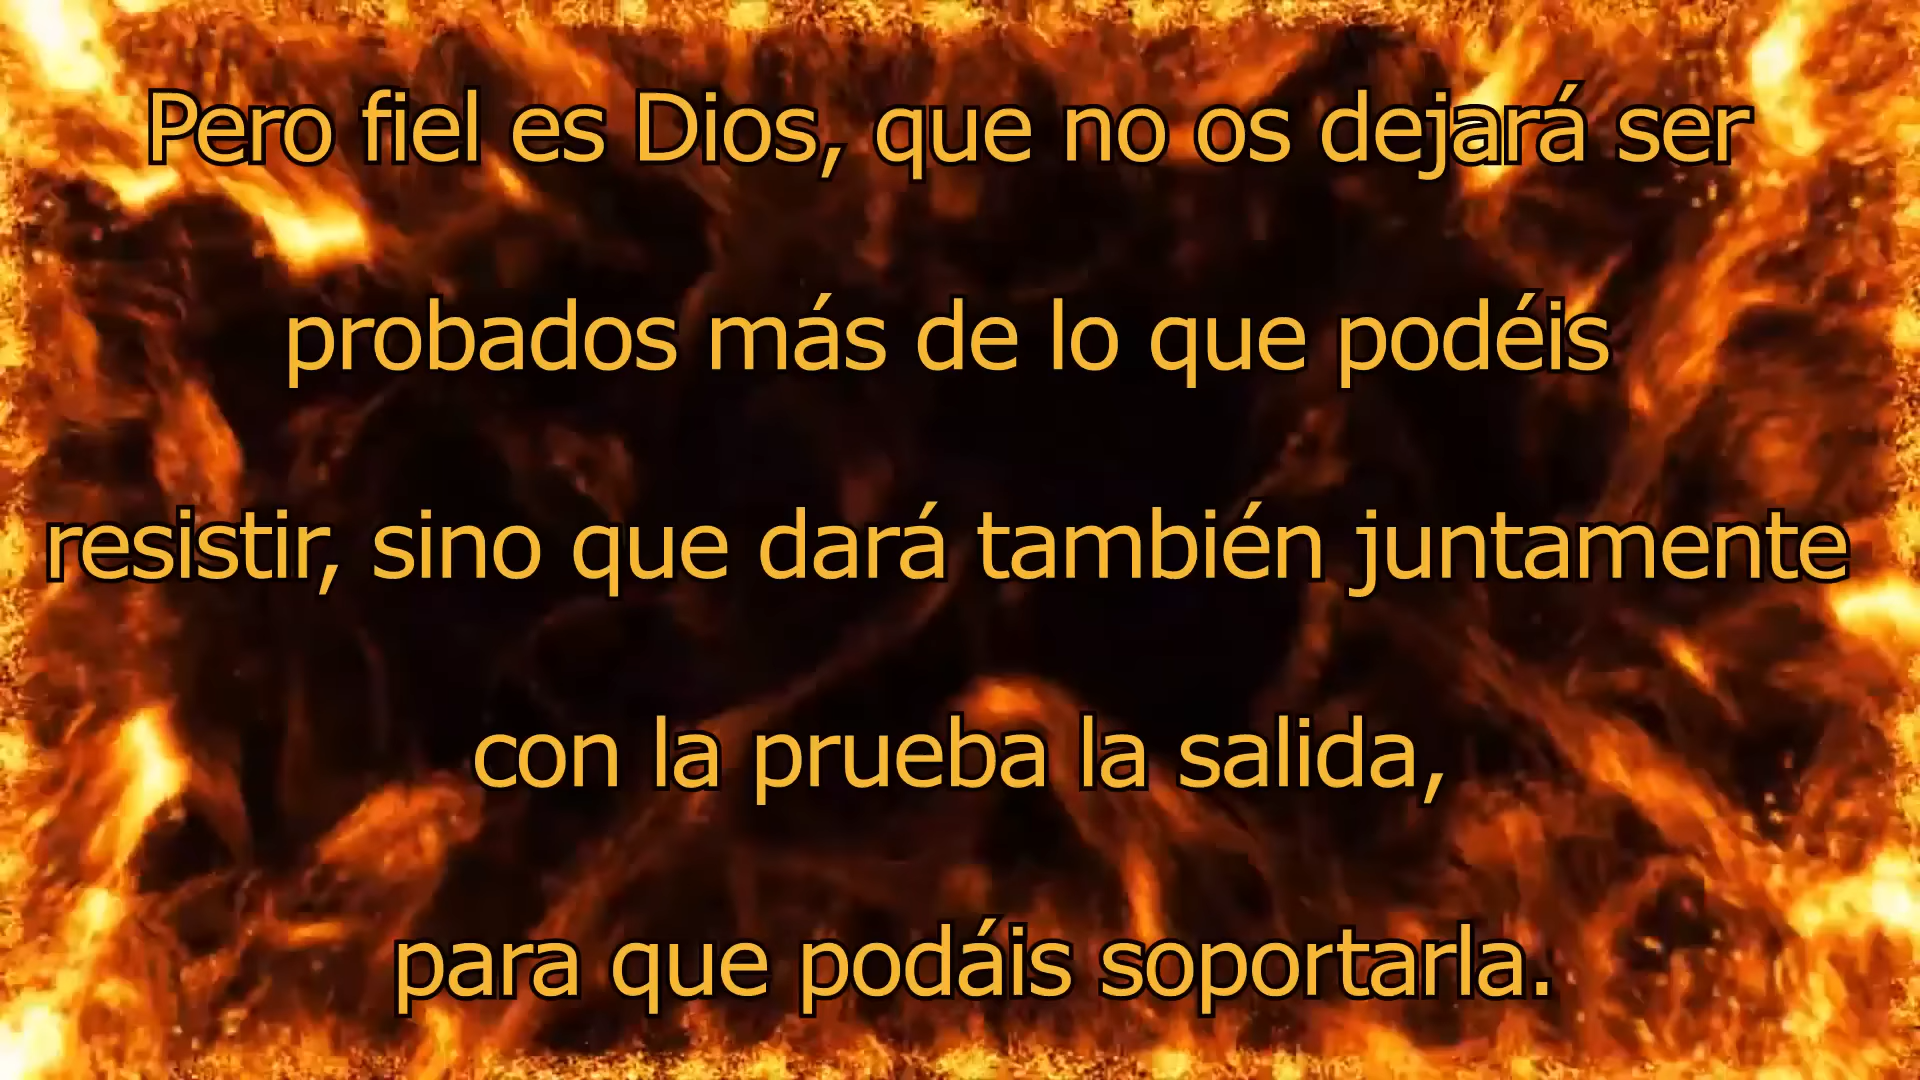 Pero fiel es Dios, que no os dejará ser
probados más de lo que podéis
resistir, sino que dará también juntamente
con la prueba la salida,
para que podáis soportarla.